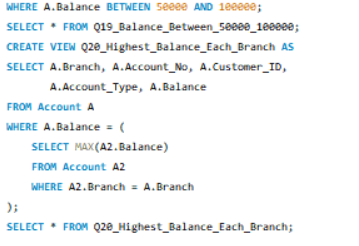 WHERE A.Balance BETWEEN 50000 AND 100000;
SELECT * FROM Q19_Balance_Between_50000_100000;
CREATE VIEW Q20_Highest_Balance_Each_Branch AS
SELECT A.Branch, A.Account_No, A.Customer_ID,
A.Account_Type, A.Balance
FROM Account A
WHERE A.Balance = (
SELECT MAX(A2.Balance)
FROM Account A2
WHERE A2.Branch = A.Branch
);
SELECT * FROM Q20_Highest_Balance_Each_Branch;